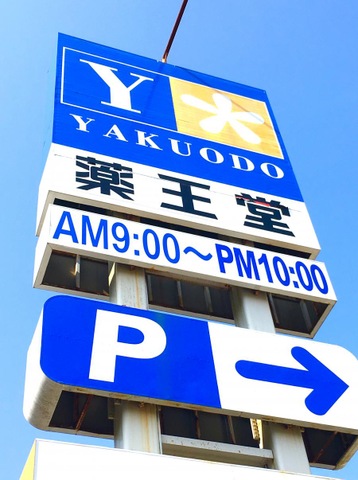 Y
YAKUODO
薬王堂
AM9:00～PM10:00
P